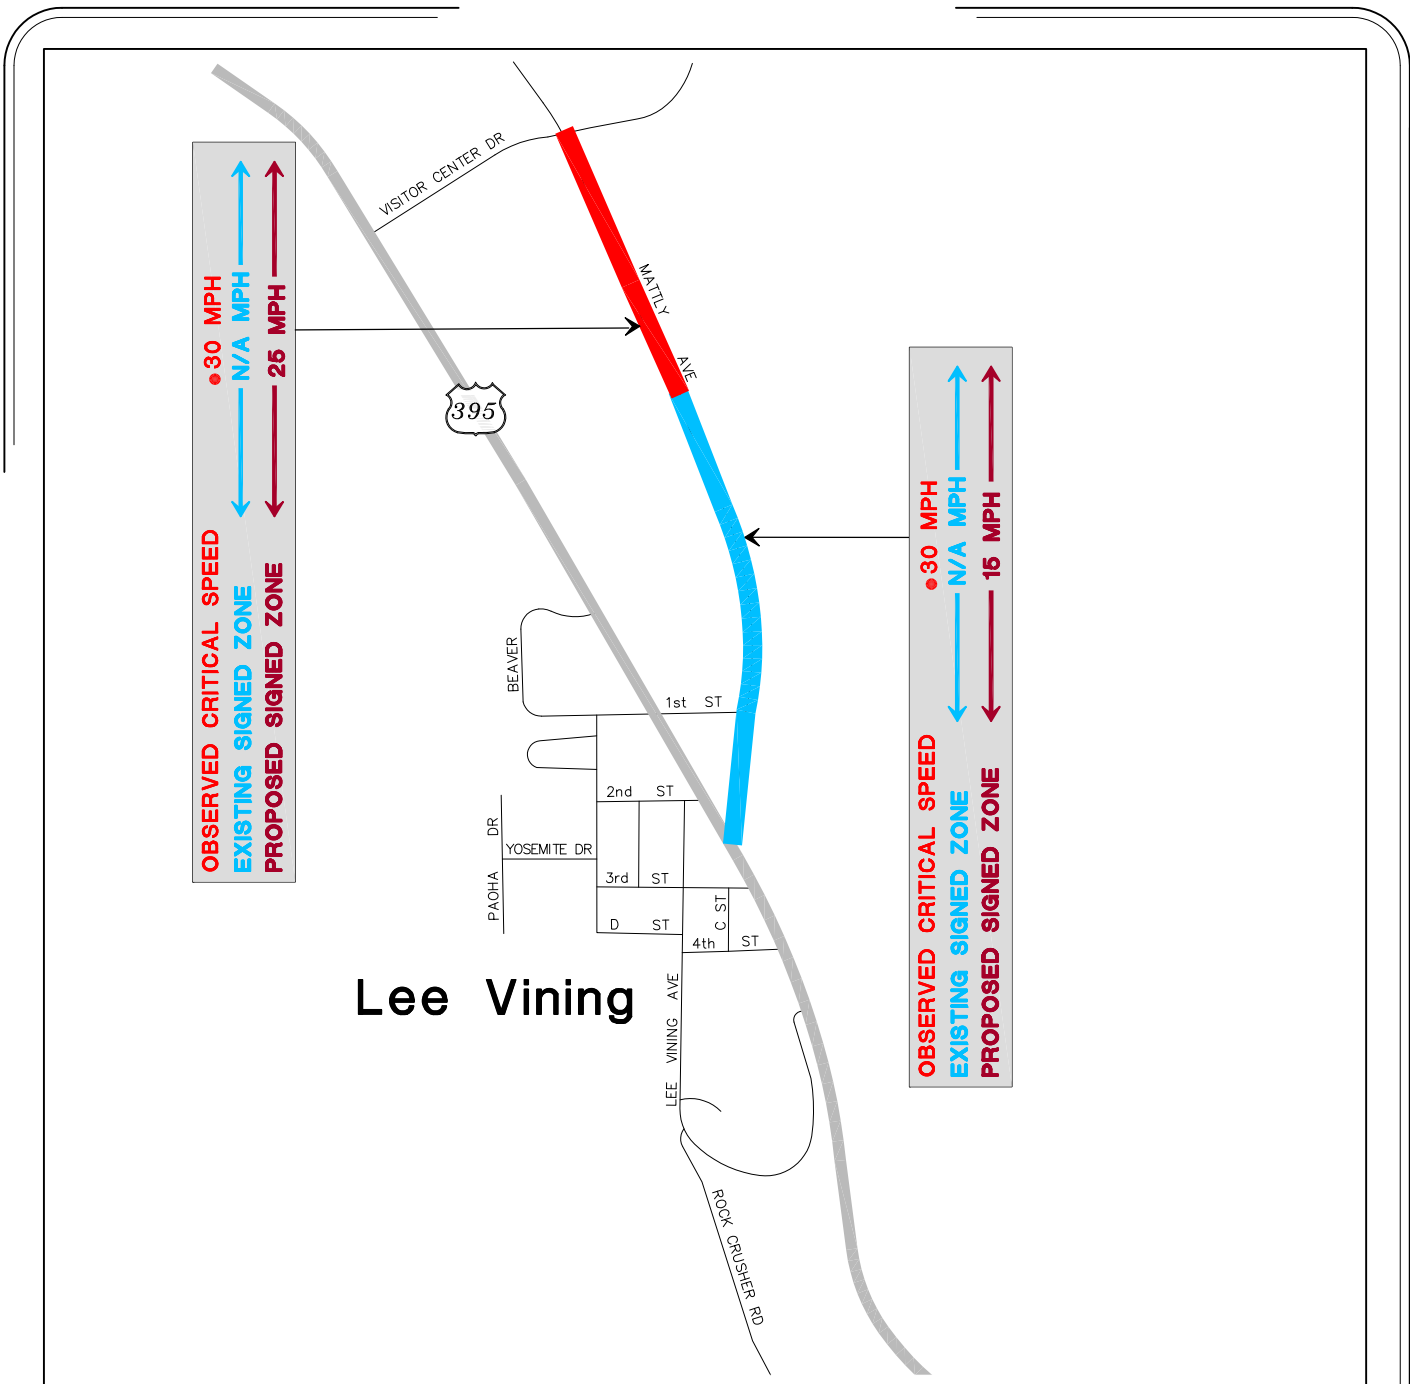 VISITOR CENTER DR
MATTLY AVE
395
30 MPH
N/A MPH
25 MPH
OBSERVED CRITICAL SPEED
EXISTING SIGNED ZONE
PROPOSED SIGNED ZONE
30 MPH
N/A MPH
15 MPH
OBSERVED CRITICAL SPEED
EXISTING SIGNED ZONE
PROPOSED SIGNED ZONE
BEAVER
1st ST
2nd ST
PAOHA DR
YOSEMITE DR
3rd ST
D ST
C ST
4th ST
Lee Vining
LEE VINING AVE
ROCK CRUSHER RD